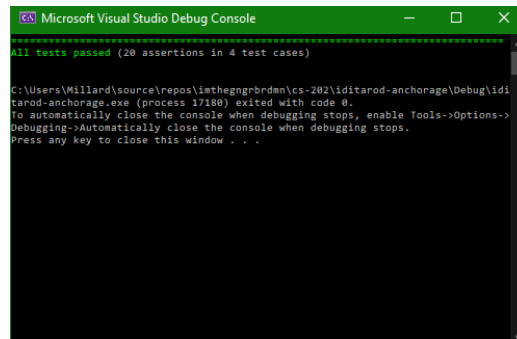 Microsoft Visual Studio Debug Console
===============================================================================
All tests passed (20 assertions in 4 test cases)
C:\Users\Millard\source\repos\imthegngrbrdmn\cs-202\iditarod-anchorage\Debug\idi
tarod-anchorage.exe (process 17180) exited with code 0.
To automatically close the console when debugging stops, enable Tools->Options->
Debugging->Automatically close the console when debugging stops.
Press any key to close this window . . .